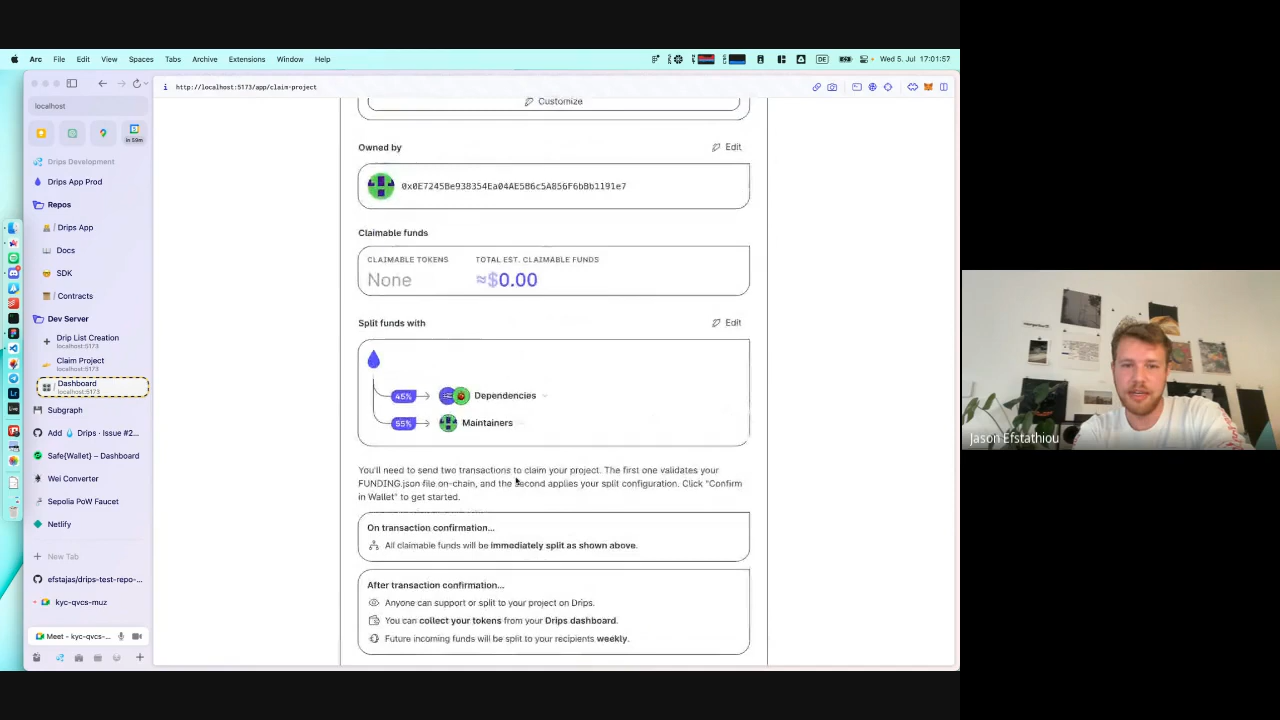 Arc File Edit View Spaces Tabs Archive Extensions Window Help
DE
Wed 5. Jul 17:01:57
http://localhost:5173/app/claim-project
localhost
in 59m
Drips Development
Drips App Prod
Repos
/ Drips App
Docs
SDK
/ Contracts
Dev Server
Drip List Creation
localhost:5173
Claim Project
localhost:5173
/ Dashboard
localhost:5173
Subgraph
Add 💧 Drips · Issue #2...
Safe{Wallet} – Dashboard
Wei Converter
Sepolia PoW Faucet
Netlify
New Tab
efstajas/drips-test-repo-...
kyc-qvcs-muz
Meet - kyc-qvcs-...
Customize
Owned by
Edit
0x0E7245Be938354Ea04AE5B6c5A856F6bBb1191e7
Claimable funds
CLAIMABLE TOKENS TOTAL EST. CLAIMABLE FUNDS
None ≈$0.00
Split funds with
Edit
45% Dependencies
55% Maintainers
You'll need to send two transactions to claim your project. The first one validates your
FUNDING.json file on-chain, and the second applies your split configuration. Click "Confirm
in Wallet" to get started.
On transaction confirmation...
All claimable funds will be immediately split as shown above.
After transaction confirmation...
Anyone can support or split to your project on Drips.
You can collect your tokens from your Drips dashboard.
Future incoming funds will be split to your recipients weekly.
Jason Efstathiou